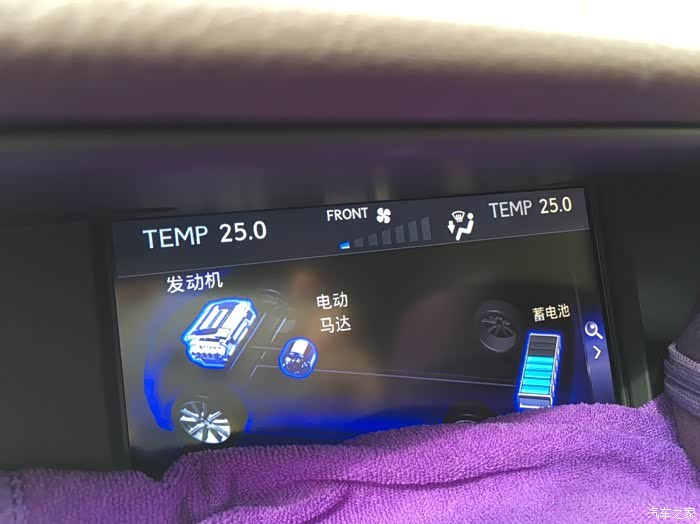 TEMP 25.0
FRONT
TEMP 25.0
发动机
电动
马达
蓄电池
汽车之家